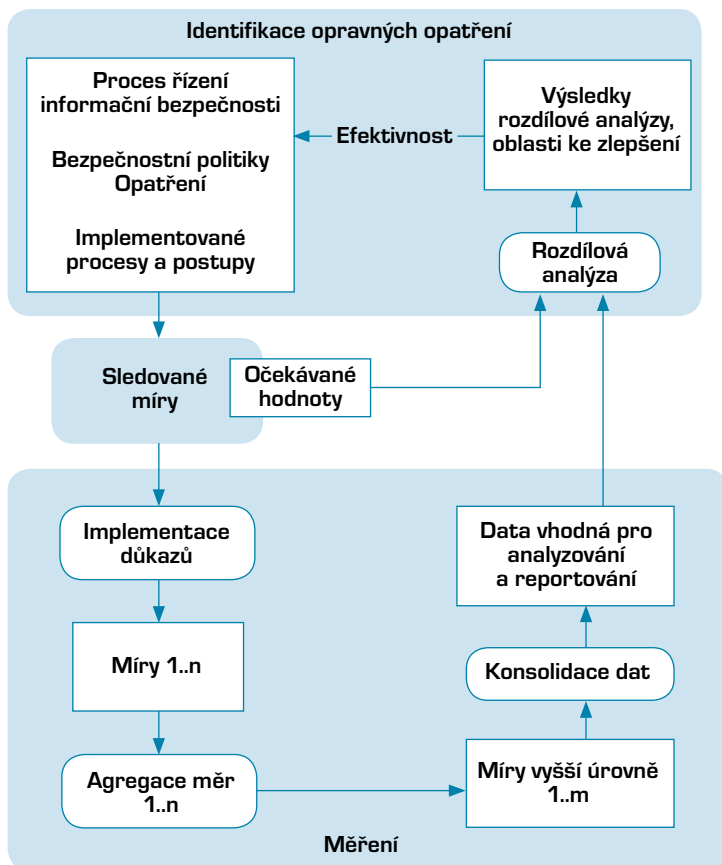 Identifikace opravných opatření
Proces řízení
informační bezpečnosti
Bezpečnostní politiky
Opatření
Implementované
procesy a postupy
Efektivnost
Výsledky
rozdílové analýzy,
oblasti ke zlepšení
Rozdílová
analýza
Sledované
míry
Očekávané
hodnoty
Implementace
důkazů
Míry 1..n
Agregace měr
1..n
Data vhodná pro
analyzování
a reportování
Konsolidace dat
Míry vyšší úrovně
1..m
Měření